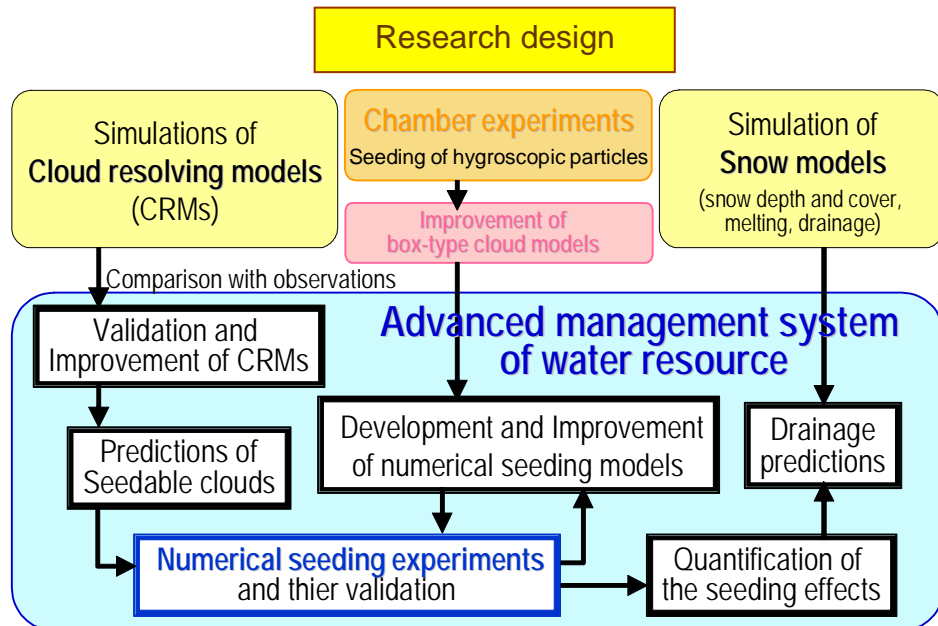 Research design
Simulations of
Cloud resolving models
(CRMs)
Chamber experiments
Seeding of hygroscopic particles
Improvement of
box-type cloud models
Simulation of
Snow models
(snow depth and cover,
melting, drainage)
Comparison with observations
Advanced management system
of water resource
Validation and
Improvement of CRMs
Predictions of
Seedable clouds
Development and Improvement
of numerical seeding models
Drainage
predictions
Numerical seeding experiments
and thier validation
Quantification of
the seeding effects